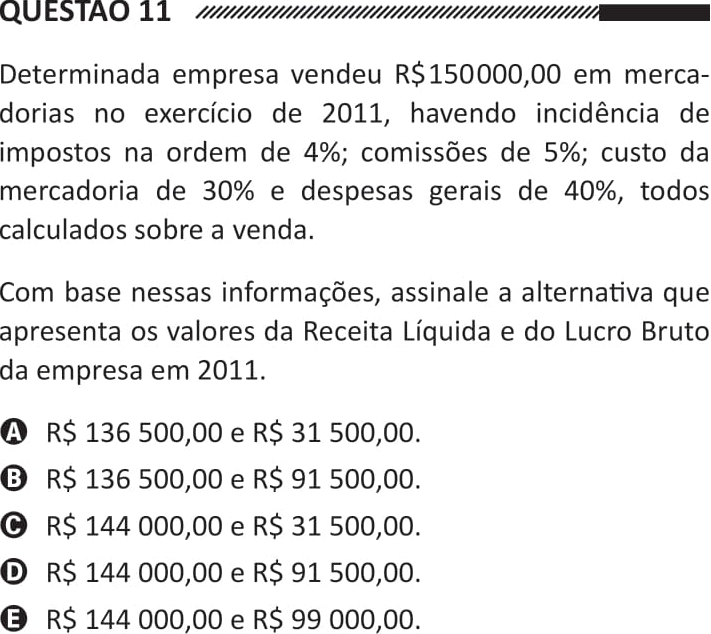 QUESTÃO 11
Determinada empresa vendeu R$150000,00 em merca-
dorias no exercício de 2011, havendo incidência de
impostos na ordem de 4%; comissões de 5%; custo da
mercadoria de 30% e despesas gerais de 40%, todos
calculados sobre a venda.
Com base nessas informações, assinale a alternativa que
apresenta os valores da Receita Líquida e do Lucro Bruto
da empresa em 2011.
A R$ 136 500,00 e R$ 31 500,00.
B R$ 136 500,00 e R$ 91 500,00.
C R$ 144 000,00 e R$ 31 500,00.
D R$ 144 000,00 e R$ 91 500,00.
E R$ 144 000,00 e R$ 99 000,00.